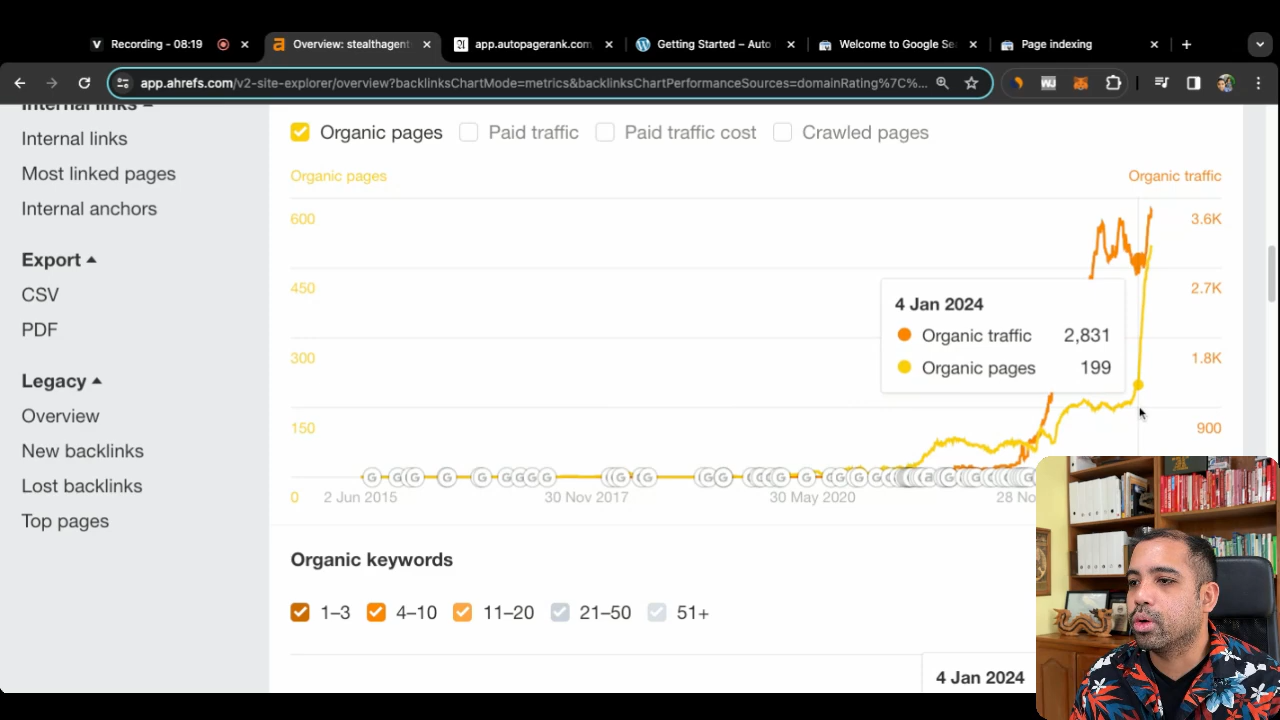 Recording - 08:19
Overview: stealthagent
app.autopagerank.com
Getting Started – Auto
Welcome to Google Se
Page indexing
app.ahrefs.com/v2-site-explorer/overview?backlinksChartMode=metrics&backlinksChartPerformanceSources=domainRating%7C%...
Internal links
Organic pages
Paid traffic
Paid traffic cost
Crawled pages
Internal links
Most linked pages
Internal anchors
Export
CSV
PDF
Legacy
Overview
New backlinks
Lost backlinks
Top pages
Organic pages
Organic traffic
600
3.6K
450
2.7K
300
1.8K
150
900
0
4 Jan 2024
Organic traffic 2,831
Organic pages 199
2 Jun 2015
30 Nov 2017
30 May 2020
28 No
Organic keywords
1–3
4–10
11–20
21–50
51+
4 Jan 2024